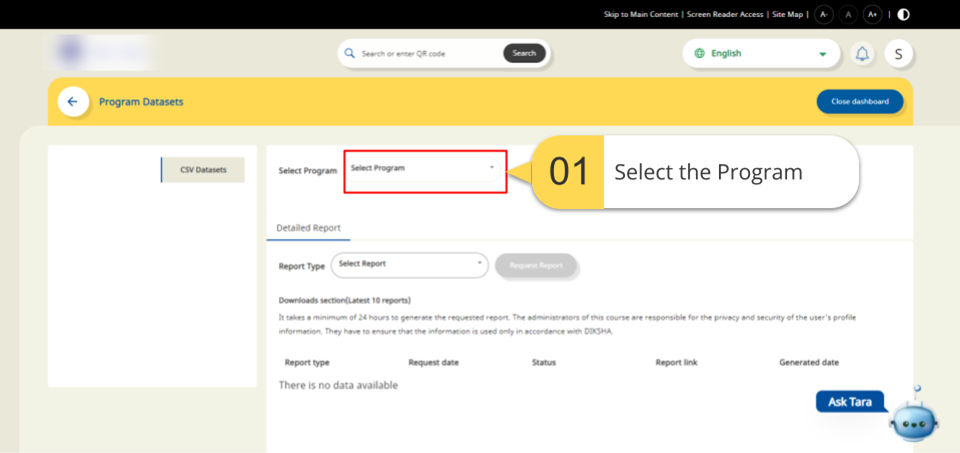 Skip to Main Content | Screen Reader Access | Site Map | A- A A+ |
Search or enter QR code Search English S
Program Datasets Close dashboard
CSV Datasets
Select Program Select Program
01 Select the Program
Detailed Report
Report Type Select Report Request Report
Downloads section(Latest 10 reports)
It takes a minimum of 24 hours to generate the requested report. The administrators of this course are responsible for the privacy and security of the user's profile
information. They have to ensure that the information is used only in accordance with DIKSHA.
Report type Request date Status Report link Generated date
There is no data available
Ask Tara